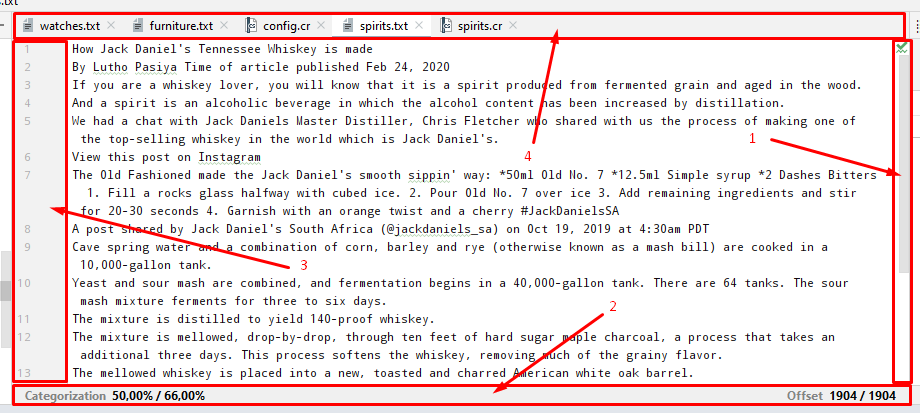 .txt
watches.txt furniture.txt config.cr spirits.txt spirits.cr
1 How Jack Daniel's Tennessee Whiskey is made
2 By Lutho Pasiya Time of article published Feb 24, 2020
3 If you are a whiskey lover, you will know that it is a spirit produced from fermented grain and aged in the wood.
4 And a spirit is an alcoholic beverage in which the alcohol content has been increased by distillation.
5 We had a chat with Jack Daniels Master Distiller, Chris Fletcher who shared with us the process of making one of
the top-selling whiskey in the world which is Jack Daniel's.
1
6 View this post on Instagram
4
7 The Old Fashioned made the Jack Daniel's smooth sippin' way: *50ml Old No. 7 *12.5ml Simple syrup *2 Dashes Bitters
1. Fill a rocks glass halfway with cubed ice. 2. Pour Old No. 7 over ice 3. Add remaining ingredients and stir
for 20-30 seconds 4. Garnish with an orange twist and a cherry #JackDanielsSA
8 A post shared by Jack Daniel's South Africa (@jackdaniels_sa) on Oct 19, 2019 at 4:30am PDT
9 Cave spring water and a combination of corn, barley and rye (otherwise known as a mash bill) are cooked in a
10,000-gallon tank.
3
10 Yeast and sour mash are combined, and fermentation begins in a 40,000-gallon tank. There are 64 tanks. The sour
mash mixture ferments for three to six days.
2
11 The mixture is distilled to yield 140-proof whiskey.
12 The mixture is mellowed, drop-by-drop, through ten feet of hard sugar maple charcoal, a process that takes an
additional three days. This process softens the whiskey, removing much of the grainy flavor.
13 The mellowed whiskey is placed into a new, toasted and charred American white oak barrel.
Categorization 50,00% / 66,00% Offset 1904 / 1904